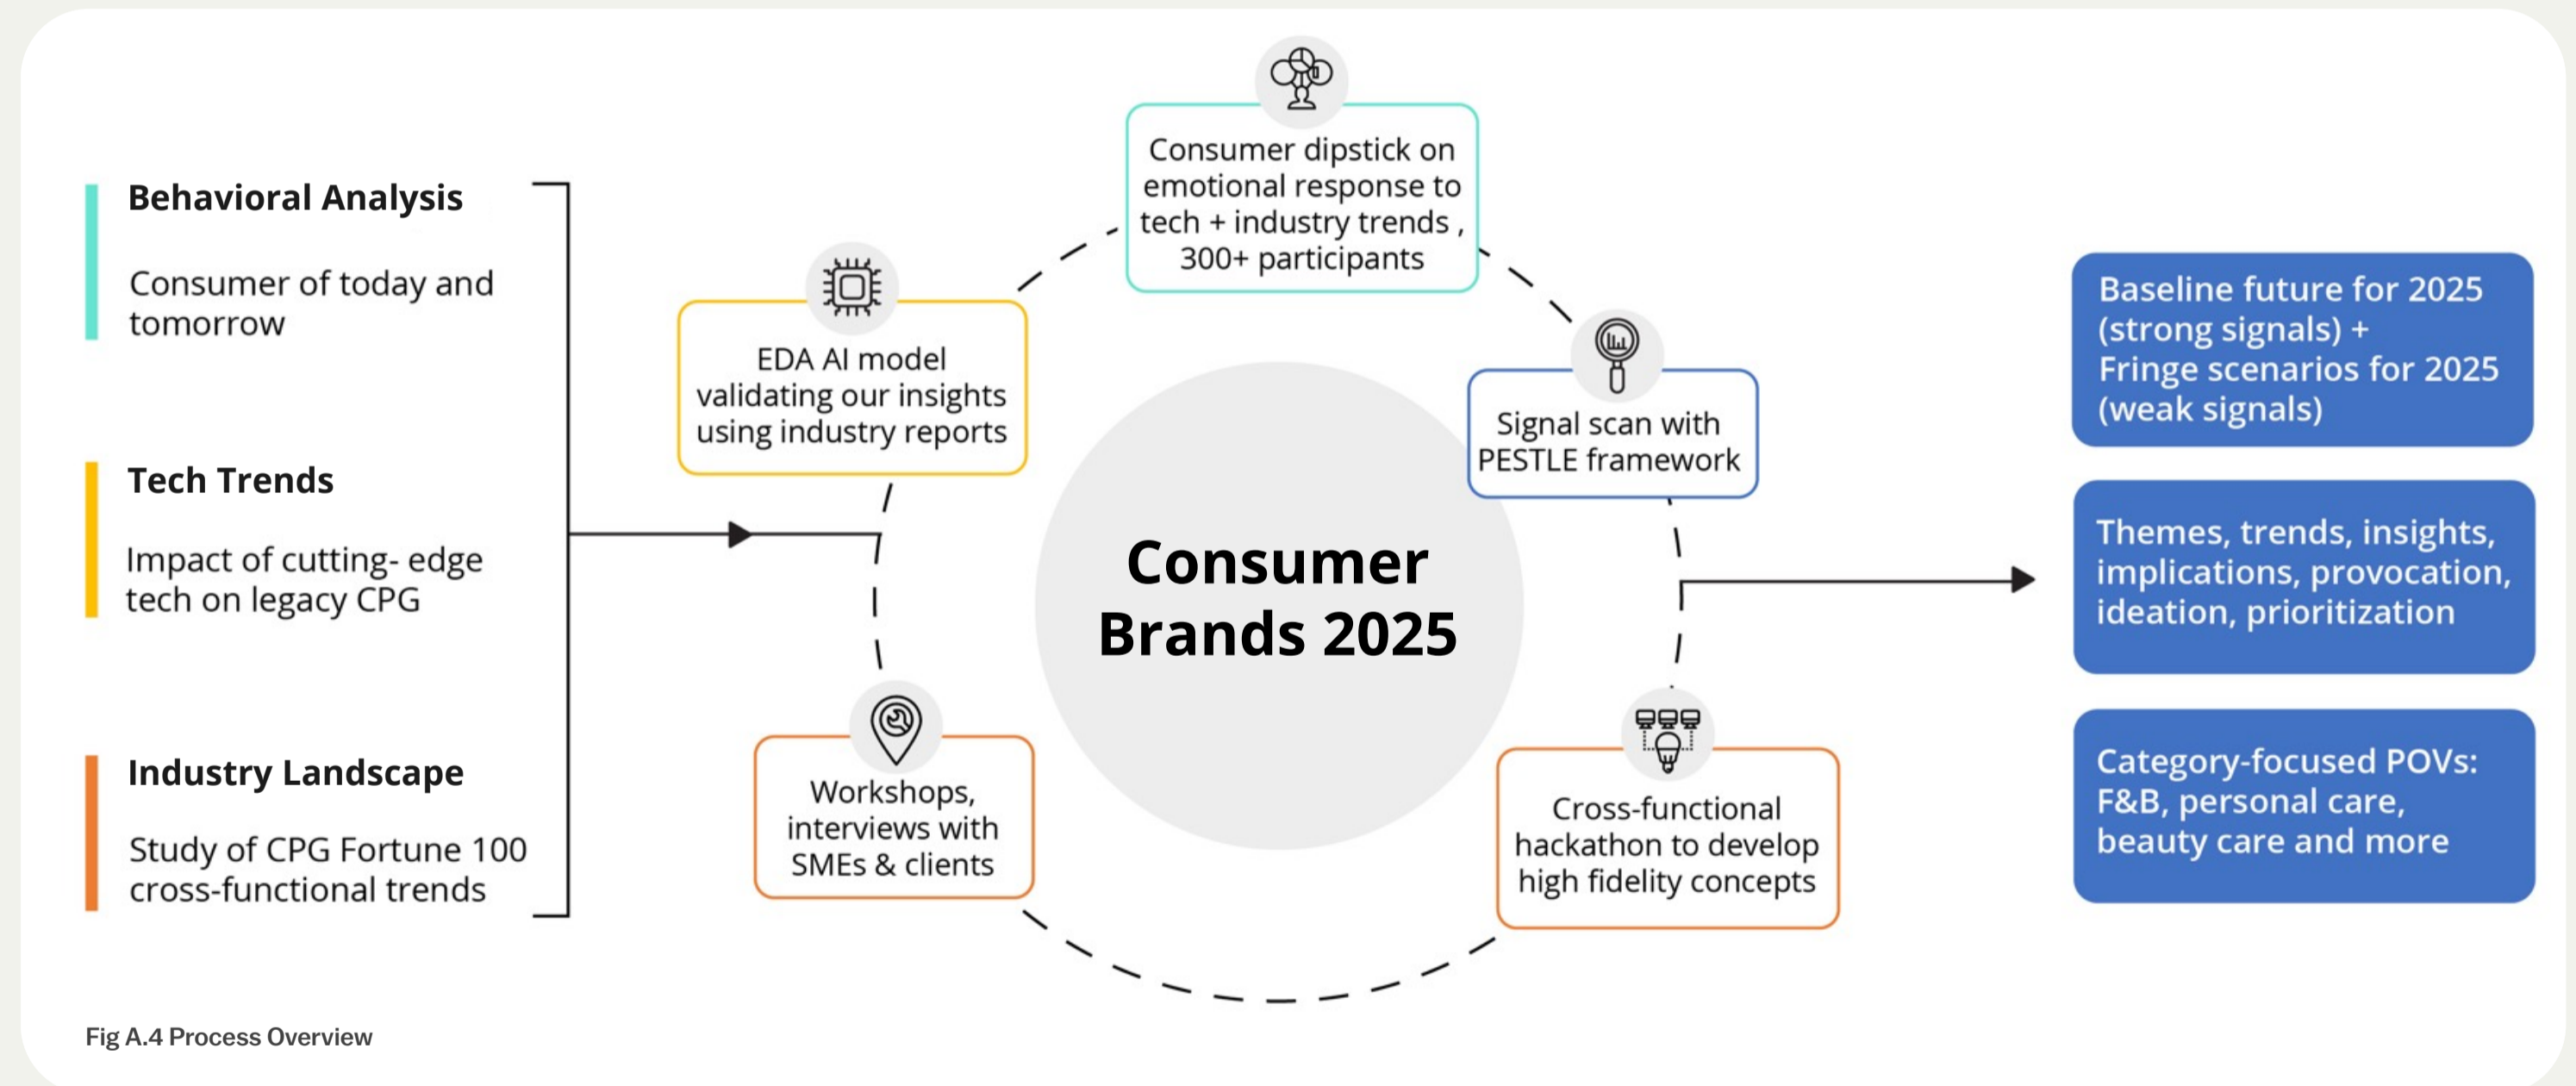 Behavioral Analysis
Consumer of today and
tomorrow
Tech Trends
Impact of cutting- edge
tech on legacy CPG
Industry Landscape
Study of CPG Fortune 100
cross-functional trends
EDA AI model
validating our insights
using industry reports
Consumer dipstick on
emotional response to
tech + industry trends ,
300+ participants
Signal scan with
PESTLE framework
Consumer
Brands 2025
Workshops,
interviews with
SMEs & clients
Cross-functional
hackathon to develop
high fidelity concepts
Baseline future for 2025
(strong signals) +
Fringe scenarios for 2025
(weak signals)
Themes, trends, insights,
implications, provocation,
ideation, prioritization
Category-focused POVs:
F&B, personal care,
beauty care and more
Fig A.4 Process Overview